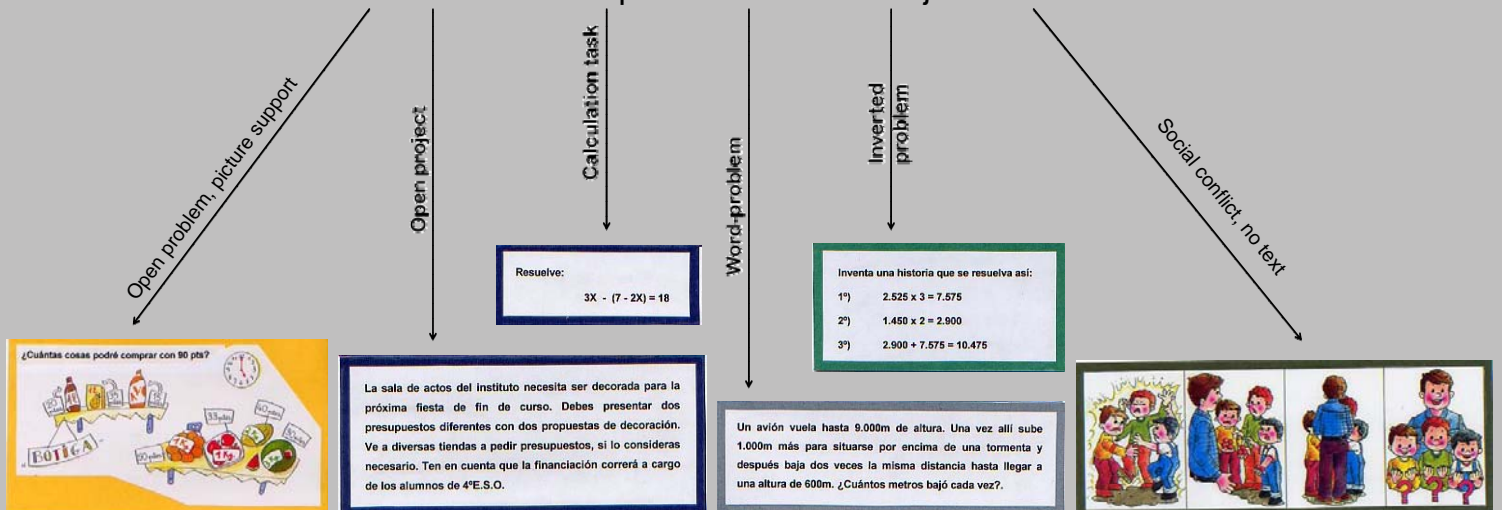 Open problem, picture support
Open project
Calculation task
Word-problem
Inverted
problem
Social conflict, no text
¿Cuántas cosas podré comprar con 90 pts?
BOTIGA
33 pts
Resuelve:
3X - (7 - 2X) = 18
Inventa una historia que se resuelva así:
1º) 2.525 x 3 = 7.575
2º) 1.450 x 2 = 2.900
3º) 2.900 + 7.575 = 10.475
La sala de actos del instituto necesita ser decorada para la
próxima fiesta de fin de curso. Debes presentar dos
presupuestos diferentes con dos propuestas de decoración.
Ve a diversas tiendas a pedir presupuestos, si lo consideras
necesario. Ten en cuenta que la financiación correrá a cargo
de los alumnos de 4ºE.S.O.
Un avión vuela hasta 9.000m de altura. Una vez allí sube
1.000m más para situarse por encima de una tormenta y
después baja dos veces la misma distancia hasta llegar a
una altura de 600m. ¿Cuántos metros bajó cada vez?.